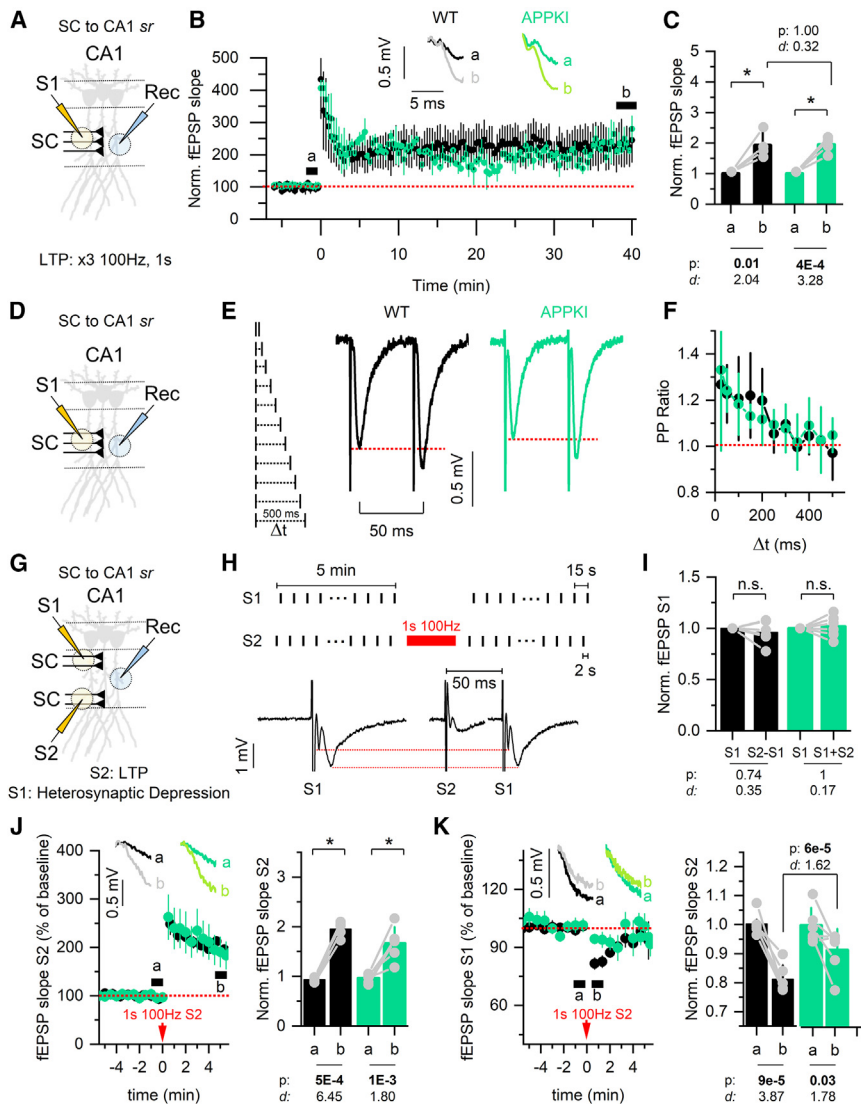 A
SC to CA1 sr
CA1
S1
Rec
SC
LTP: x3 100Hz, 1s
B
WT
APPKI
0.5 mV
a
b
a
b
5 ms
Norm. fEPSP slope
500
400
300
200
100
0
a
b
0
10
20
30
40
Time (min)
C
p: 1.00
d: 0.32
Norm. fEPSP slope
5
4
3
2
1
0
*
*
a b a b
p: 0.01 4E-4
d: 2.04 3.28
D
SC to CA1 sr
CA1
S1
Rec
SC
E
WT
APPKI
500 ms
Δt
50 ms
0.5 mV
F
PP Ratio
1.4
1.2
1.0
0.8
0
200
400
Δt (ms)
G
SC to CA1 sr
CA1
S1
Rec
SC
SC
S2
S2: LTP
S1: Heterosynaptic Depression
H
5 min
15 s
S1
1s 100Hz
S2
2 s
50 ms
1 mV
S1
S2
S1
I
Norm. fEPSP S1
1.5
1.0
0.5
0.0
n.s.
n.s.
S1 S2-S1 S1 S1+S2
p: 0.74 1
d: 0.35 0.17
J
fEPSP slope S2 (% of baseline)
400
300
200
100
0
0.5 mV
a
b
a
b
a
b
1s 100Hz S2
-4 -2 0 2 4
time (min)
Norm. fEPSP slope S2
3
2
1
0
*
*
a b a b
p: 5E-4 1E-3
d: 6.45 1.80
K
fEPSP slope S1 (% of baseline)
120
90
60
0.5 mV
b
a
b
a
a b
1s 100Hz S2
-4 -2 0 2 4
time (min)
Norm. fEPSP slope S2
1.2
1.1
1.0
0.9
0.8
0.7
p: 6e-5
d: 1.62
a b a b
p: 9e-5 0.03
d: 3.87 1.78